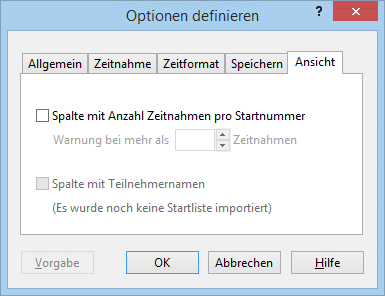 Optionen definieren
?
Allgemein Zeitnahme Zeitformat Speichern Ansicht
Spalte mit Anzahl Zeitnahmen pro Startnummer
Warnung bei mehr als Zeitnahmen
Spalte mit Teilnehmernamen
(Es wurde noch keine Startliste importiert)
Vorgabe OK Abbrechen Hilfe